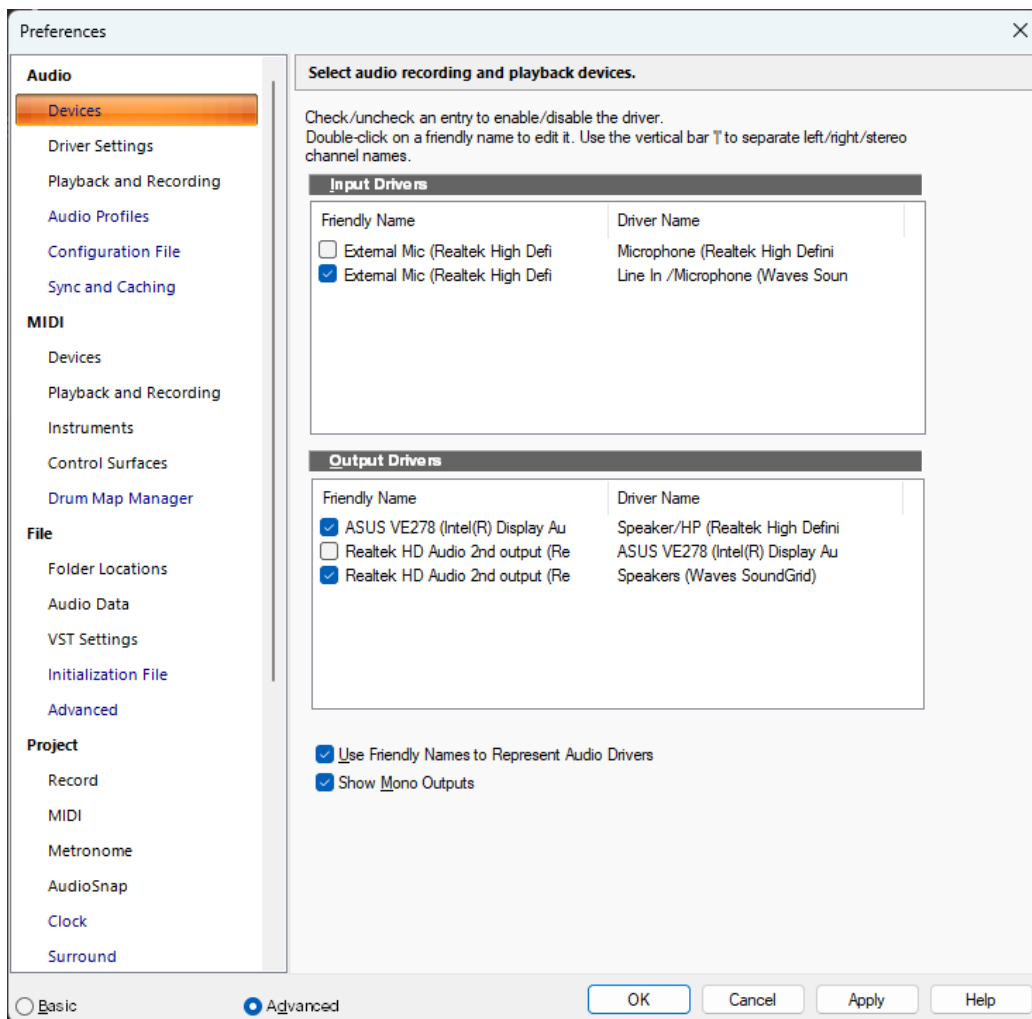 Preferences
Audio
Devices
Driver Settings
Playback and Recording
Audio Profiles
Configuration File
Sync and Caching
MIDI
Devices
Playback and Recording
Instruments
Control Surfaces
Drum Map Manager
File
Folder Locations
Audio Data
VST Settings
Initialization File
Advanced
Project
Record
MIDI
Metronome
AudioSnap
Clock
Surround
Select audio recording and playback devices.
Check/uncheck an entry to enable/disable the driver.
Double-click on a friendly name to edit it. Use the vertical bar '|' to separate left/right/stereo
channel names.
Input Drivers
Friendly Name Driver Name
External Mic (Realtek High Defi Microphone (Realtek High Defini
External Mic (Realtek High Defi Line In /Microphone (Waves Soun
Output Drivers
Friendly Name Driver Name
ASUS VE278 (Intel(R) Display Au Speaker/HP (Realtek High Defini
Realtek HD Audio 2nd output (Re ASUS VE278 (Intel(R) Display Au
Realtek HD Audio 2nd output (Re Speakers (Waves SoundGrid)
Use Friendly Names to Represent Audio Drivers
Show Mono Outputs
Basic Advanced OK Cancel Apply Help